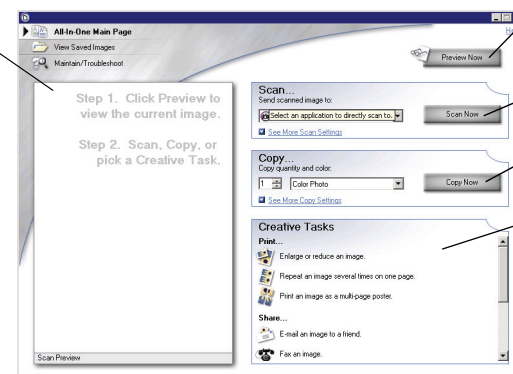 All-In-One Main Page
View Saved Images
Maintain/Troubleshoot
Preview Now
Step 1. Click Preview to
view the current image.
Step 2. Scan, Copy, or
pick a Creative Task.
Scan Preview
Scan...
Send scanned image to:
Select an application to directly scan to.
Scan Now
See More Scan Settings
Copy...
Copy quantity and color:
1
Color Photo
Copy Now
See More Copy Settings
Creative Tasks
Print...
Enlarge or reduce an image.
Repeat an image several times on one page.
Print an image as a multi-page poster.
Share...
E-mail an image to a friend.
Fax an image.